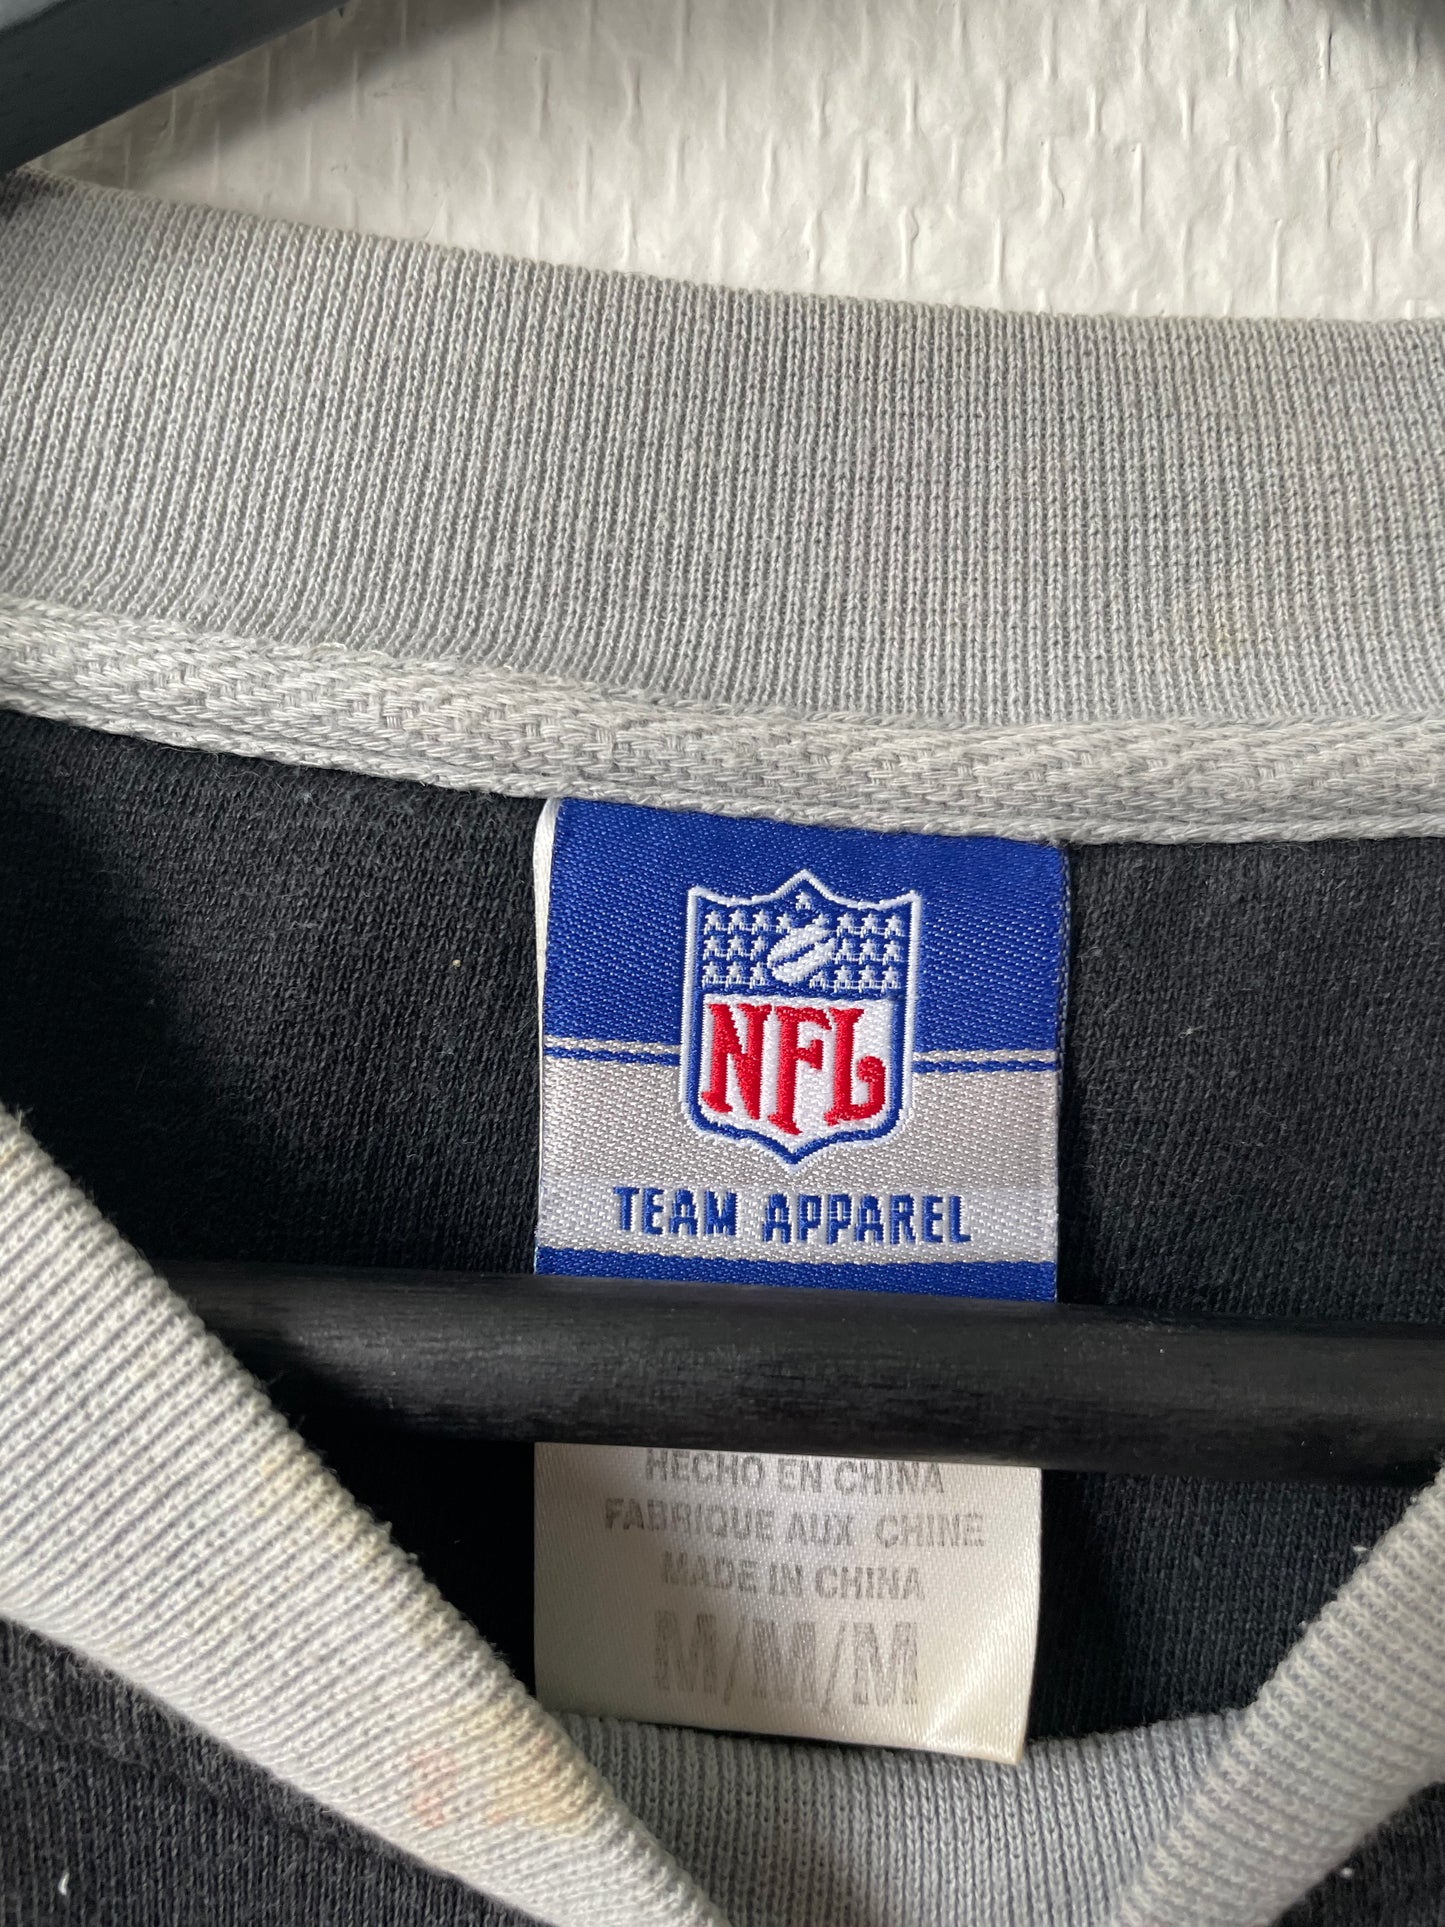 NFL
TEAM APPAREL
HECHO EN CHINA
FABRIQUE AUX CHINE
MADE IN CHINA
M/M/M